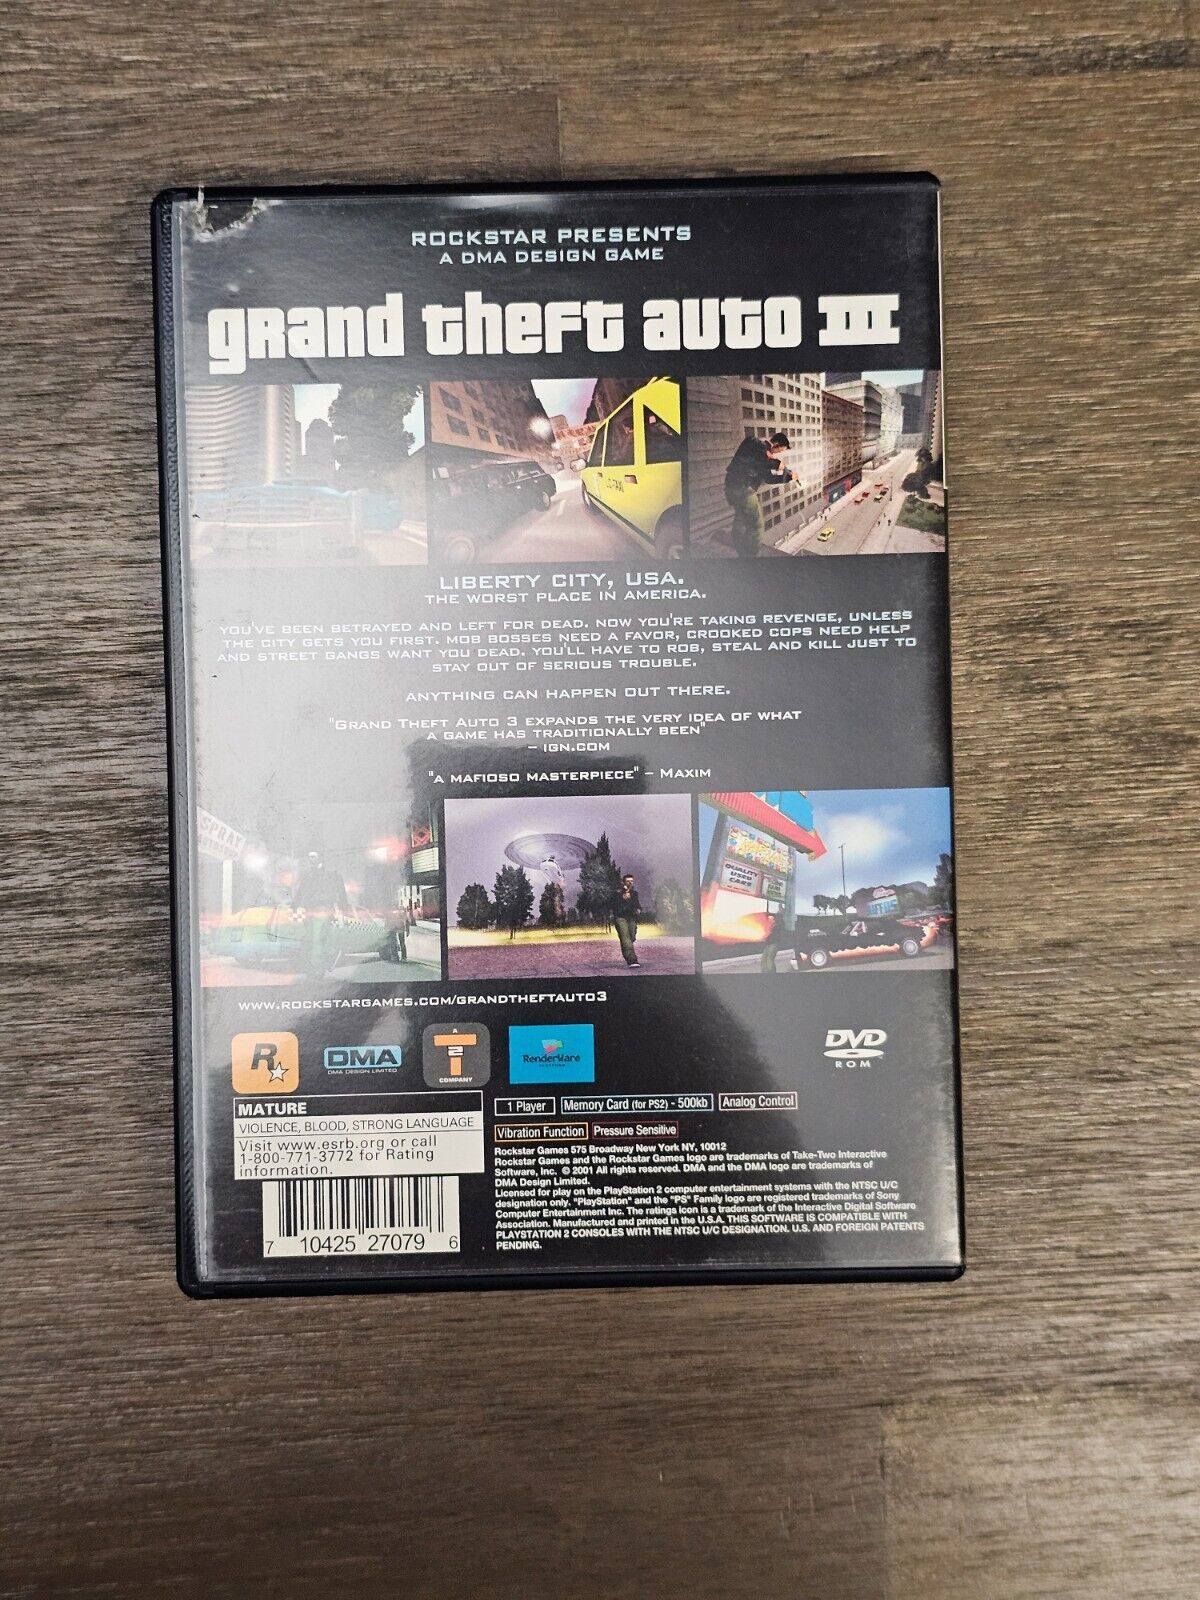 ROCKSTAR PRESENTS
A DMA DESIGN GAME
grand theft auto III
LIBERTY CITY, USA.
THE WORST PLACE IN AMERICA.
YOU'VE BEEN BETRAYED AND LEFT FOR DEAD. NOW YOU'RE TAKING REVENGE, UNLESS
THE CITY GETS YOU FIRST. MOB BOSSES NEED A FAVOR, CROOKED COPS NEED HELP
AND STREET GANGS WANT YOU DEAD. YOU'LL HAVE TO ROB, STEAL AND KILL JUST TO
STAY OUT OF SERIOUS TROUBLE.
ANYTHING CAN HAPPEN OUT THERE.
"GRAND THEFT AUTO 3 EXPANDS THE VERY IDEA OF WHAT
A GAME HAS TRADITIONALLY BEEN"
– IGN.COM
"A MAFIOSO MASTERPIECE" – MAXIM
QUALITY
USED
CARS
WWW.ROCKSTARGAMES.COM/GRANDTHEFTAUTO3
R
DMA
DMA DESIGN LIMITED
A
T2
COMPANY
RenderWare
DVD
ROM
MATURE
VIOLENCE, BLOOD, STRONG LANGUAGE
Visit www.esrb.org or call
1-800-771-3772 for Rating
information.
7 10425 27079 6
1 Player
Memory Card (for PS2) - 500kb
Analog Control
Vibration Function
Pressure Sensitive
Rockstar Games 575 Broadway New York NY, 10012
Rockstar Games and the Rockstar Games logo are trademarks of Take-Two Interactive
Software, Inc. © 2001 All rights reserved. DMA and the DMA logo are trademarks of
DMA Design Limited.
Licensed for play on the PlayStation 2 computer entertainment systems with the NTSC U/C
designation only. "PlayStation" and the "PS" Family logo are registered trademarks of Sony
Computer Entertainment Inc. The ratings icon is a trademark of the Interactive Digital Software
Association. Manufactured and printed in the U.S.A. THIS SOFTWARE IS COMPATIBLE WITH
PLAYSTATION 2 CONSOLES WITH THE NTSC U/C DESIGNATION. U.S. AND FOREIGN PATENTS
PENDING.